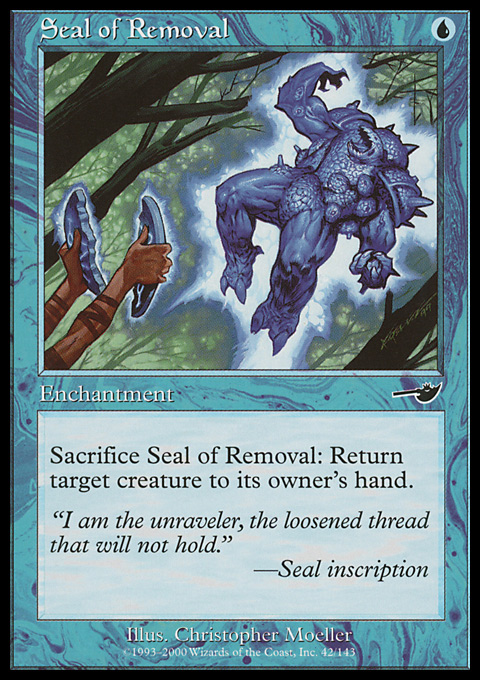 Seal of Removal
Enchantment
Sacrifice Seal of Removal: Return
target creature to its owner's hand.
"I am the unraveler, the loosened thread
that will not hold."
—Seal inscription
Illus. Christopher Moeller
©1993-2000 Wizards of the Coast, Inc. 42/143